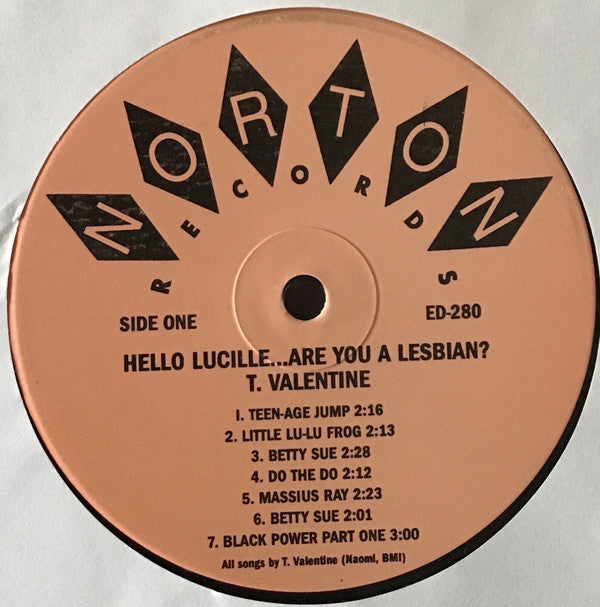 NORTON
RECORDS
SIDE ONE
ED-280
HELLO LUCILLE...ARE YOU A LESBIAN?
T. VALENTINE
1. TEEN-AGE JUMP 2:16
2. LITTLE LU-LU FROG 2:13
3. BETTY SUE 2:28
4. DO THE DO 2:12
5. MASSIUS RAY 2:23
6. BETTY SUE 2:01
7. BLACK POWER PART ONE 3:00
All songs by T. Valentine (Naomi, BMI)